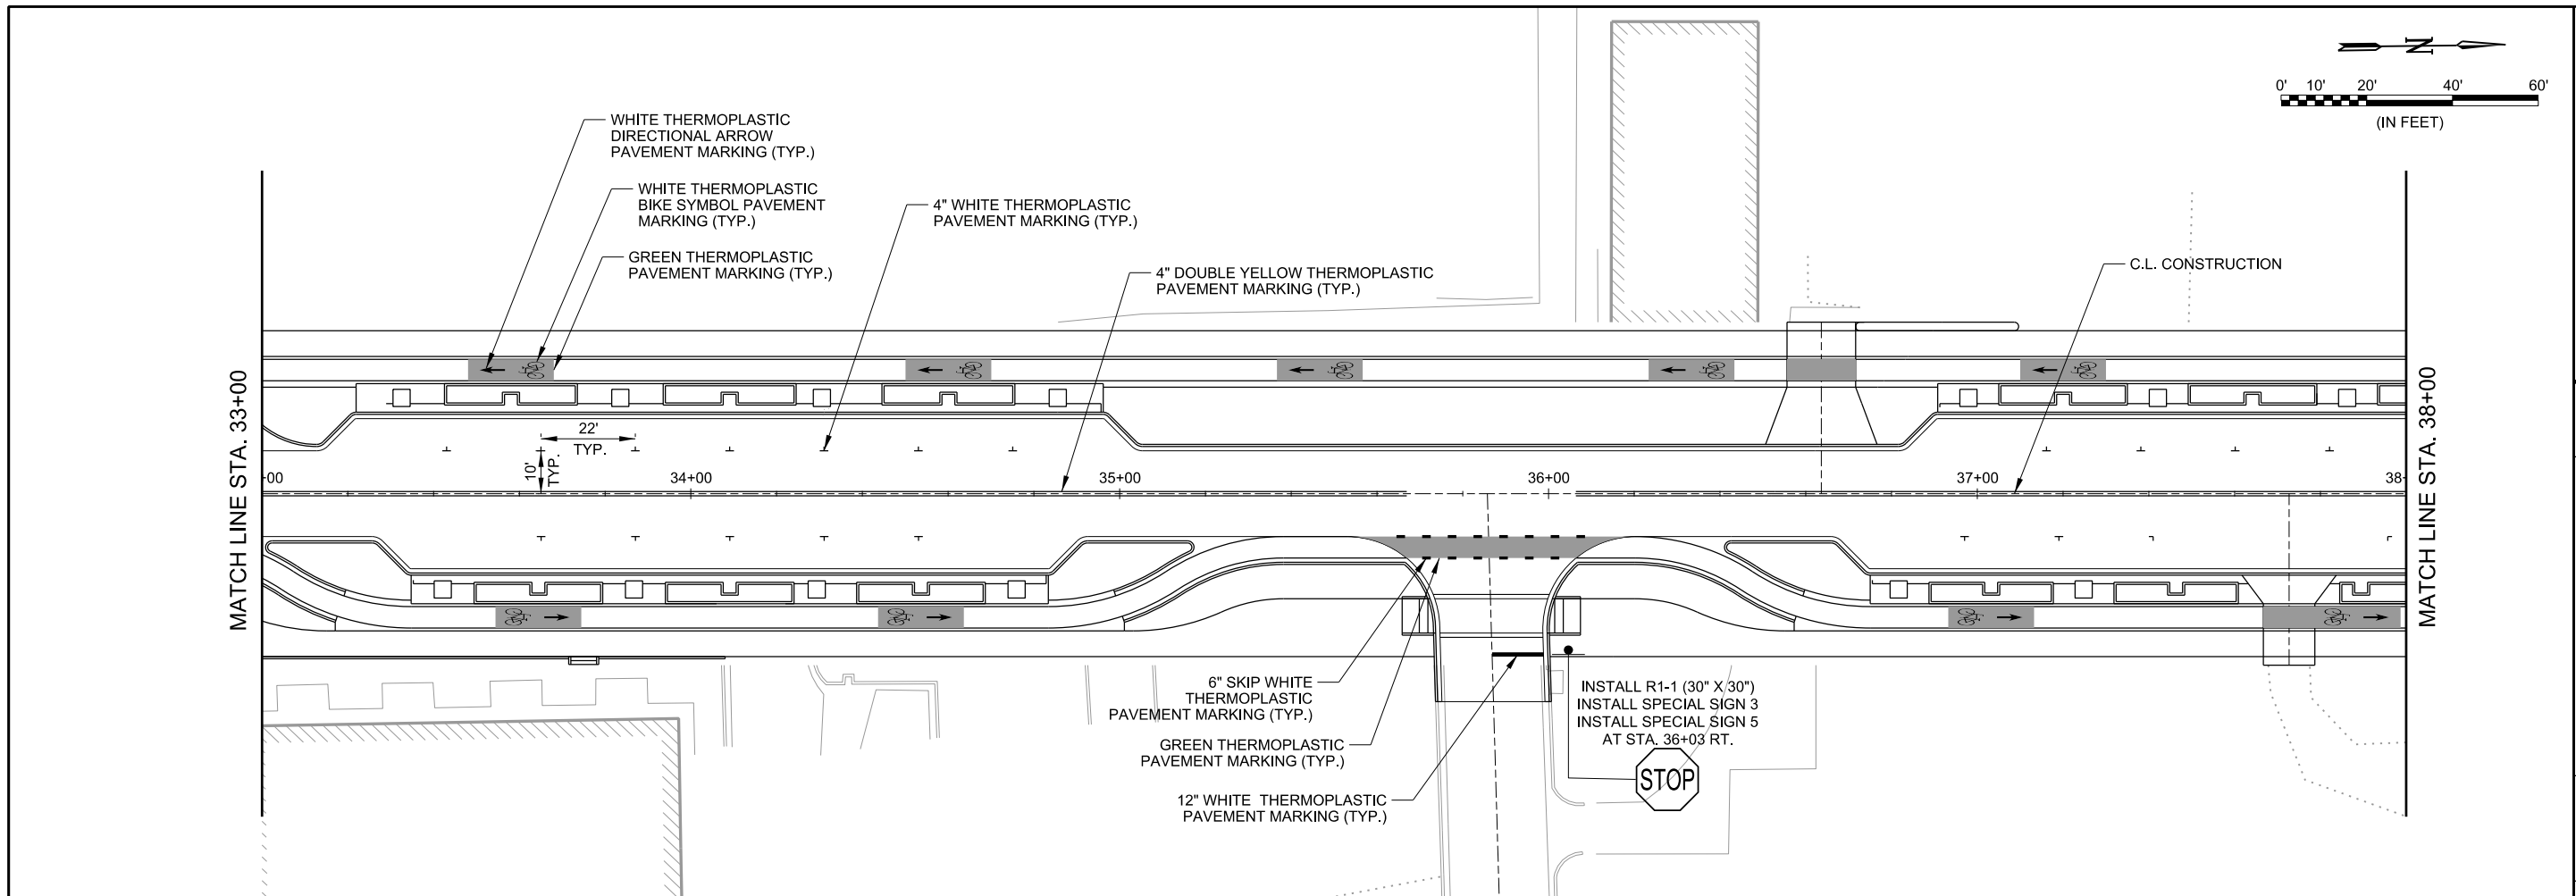 N
0' 10' 20' 40' 60'
(IN FEET)
WHITE THERMOPLASTIC
DIRECTIONAL ARROW
PAVEMENT MARKING (TYP.)
WHITE THERMOPLASTIC
BIKE SYMBOL PAVEMENT
MARKING (TYP.)
GREEN THERMOPLASTIC
PAVEMENT MARKING (TYP.)
4" WHITE THERMOPLASTIC
PAVEMENT MARKING (TYP.)
4" DOUBLE YELLOW THERMOPLASTIC
PAVEMENT MARKING (TYP.)
C.L. CONSTRUCTION
MATCH LINE STA. 33+00
22'
TYP.
10'
TYP.
+00
34+00
35+00
36+00
37+00
38+
MATCH LINE STA. 38+00
6" SKIP WHITE
THERMOPLASTIC
PAVEMENT MARKING (TYP.)
GREEN THERMOPLASTIC
PAVEMENT MARKING (TYP.)
12" WHITE THERMOPLASTIC
PAVEMENT MARKING (TYP.)
INSTALL R1-1 (30" X 30")
INSTALL SPECIAL SIGN 3
INSTALL SPECIAL SIGN 5
AT STA. 36+03 RT.
STOP